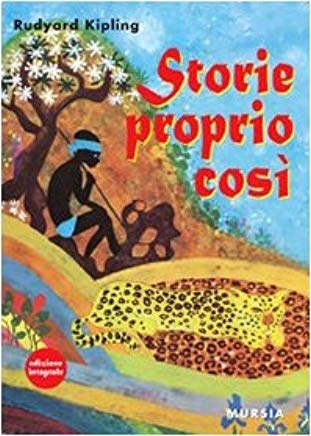 Rudyard Kipling
Storie
proprio
così
edizione
integrale
MURSIA